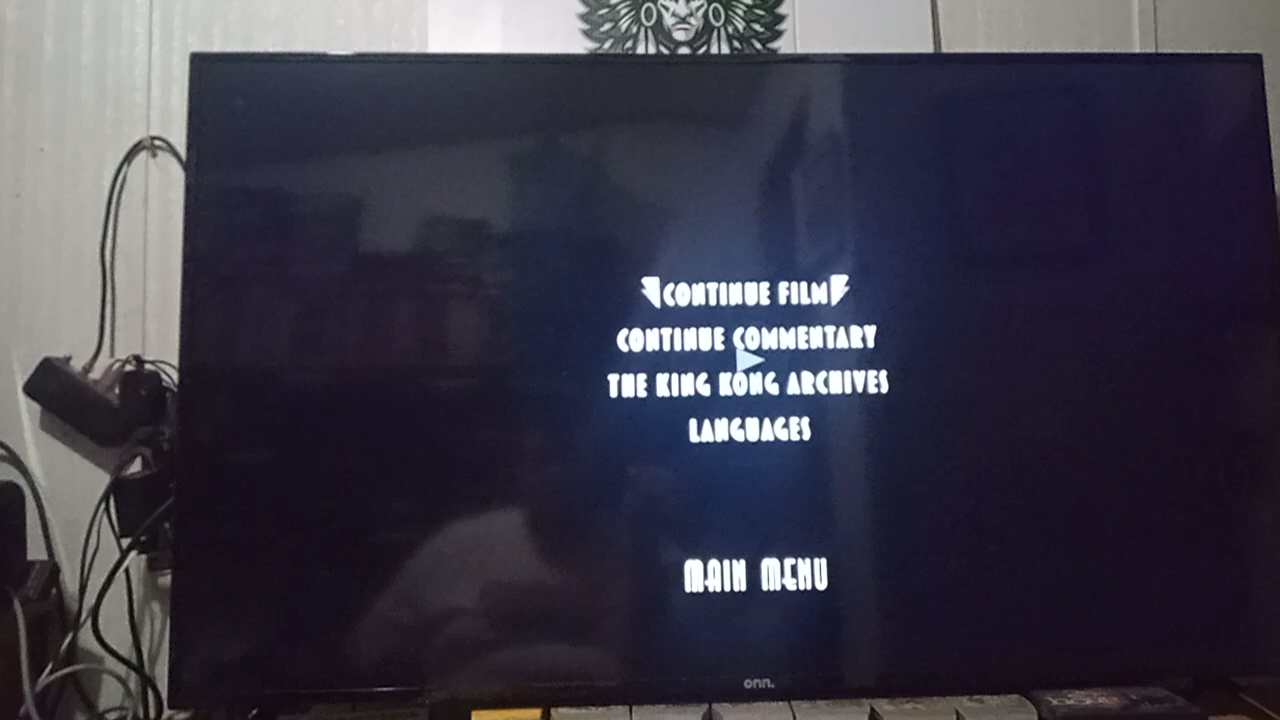 CONTINUE FILM
CONTINUE COMMENTARY
THE KING KONG ARCHIVES
LANGUAGES
MAIN MENU
onn.